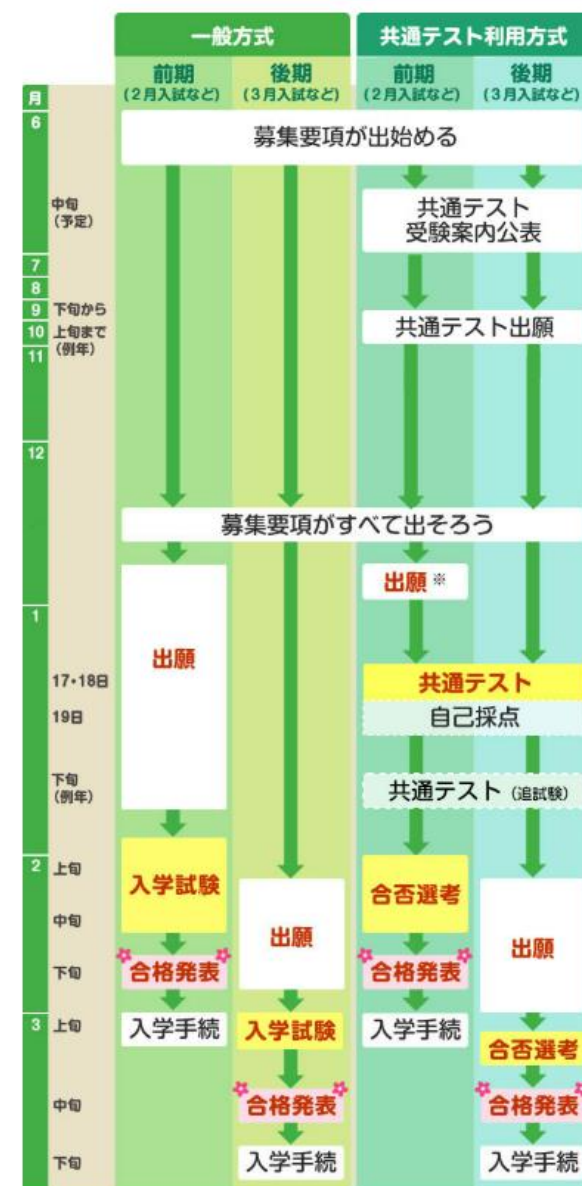 一般方式 共通テスト利用方式
前期 後期 前期 後期
(2月入試など) (3月入試など) (2月入試など) (3月入試など)
月
6
募集要項が出始める
中旬
(予定)
共通テスト
受験案内公表
7
8
9 下旬から
10 上旬まで
(例年)
共通テスト出願
11
12
募集要項がすべて出そろう
出願※
1
出願
17・18日
共通テスト
19日
自己採点
下旬
(例年)
共通テスト(追試験)
2 上旬
入学試験 合否選考
中旬
出願 出願
下旬
合格発表 合格発表
3 上旬
入学手続 入学試験 入学手続
合否選考
中旬
合格発表 合格発表
下旬
入学手続 入学手続